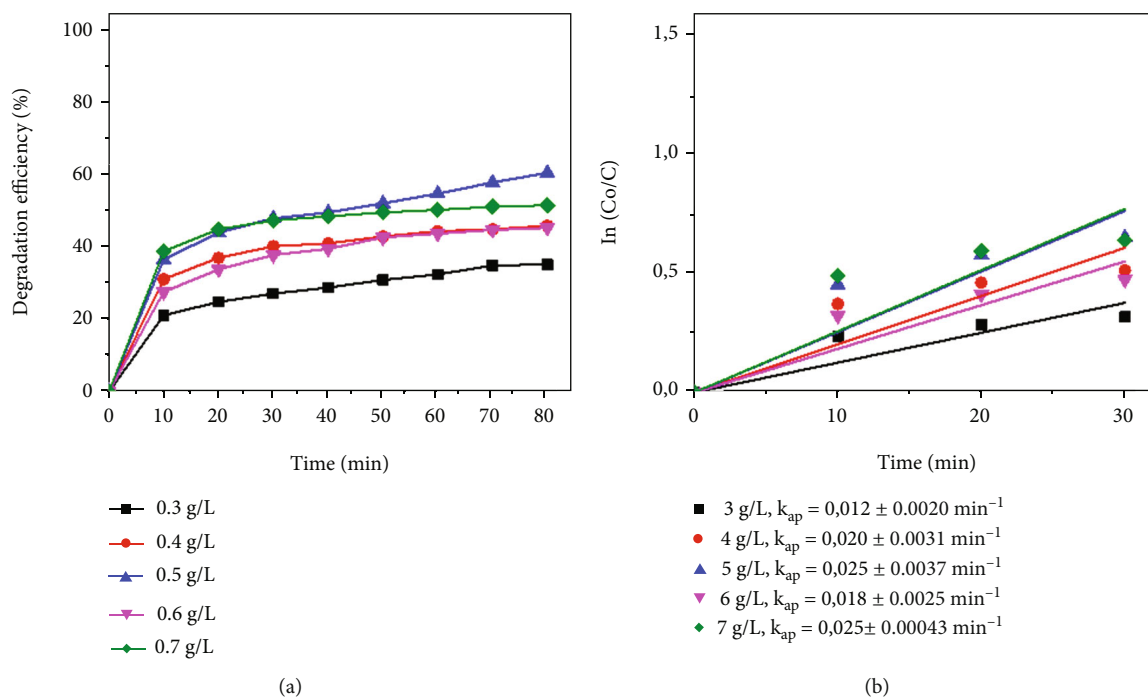 100
80
60
40
20
0
Degradation efficiency (%)
0 10 20 30 40 50 60 70 80
Time (min)
0.3 g/L
0.4 g/L
0.5 g/L
0.6 g/L
0.7 g/L
(a)
1,5
1,0
0,5
0,0
In (Co/C)
0 10 20 30
Time (min)
3 g/L, kap = 0,012 ± 0.0020 min⁻¹
4 g/L, kap = 0,020 ± 0.0031 min⁻¹
5 g/L, kap = 0,025 ± 0.0037 min⁻¹
6 g/L, kap = 0,018 ± 0.0025 min⁻¹
7 g/L, kap = 0,025± 0.00043 min⁻¹
(b)